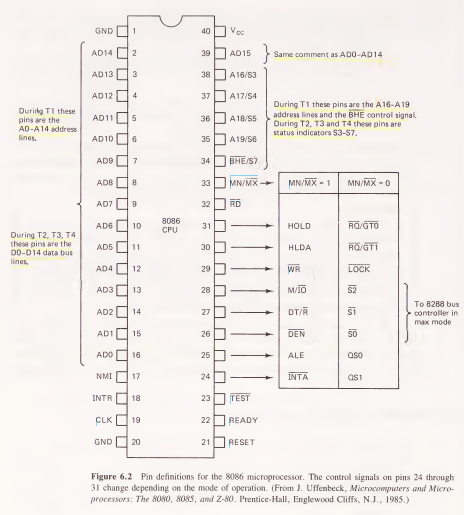 GND 1 40 VCC
AD14 2 39 AD15 Same comment as AD0-AD14
AD13 3 38 A16/S3
AD12 4 37 A17/S4
AD11 5 36 A18/S5
AD10 6 35 A19/S6
AD9 7 34 BHE/S7
During T1 these
pins are the
A0-A14 address
lines.
During T1 these pins are the A16-A19
address lines and the BHE control signal.
During T2, T3 and T4 these pins are
status indicators S3-S7.
AD8 8 33 MN/MX MN/MX = 1 MN/MX = 0
AD7 9 32 RD
8086
CPU
AD6 10 31 HOLD RQ/GT0
AD5 11 30 HLDA RQ/GT1
AD4 12 29 WR LOCK
AD3 13 28 M/IO S2
AD2 14 27 DT/R S1
AD1 15 26 DEN S0
AD0 16 25 ALE QS0
NMI 17 24 INTA QS1
During T2, T3, T4
these pins are the
D0-D14 data bus
lines.
To 8288 bus
controller in
max mode
INTR 18 23 TEST
CLK 19 22 READY
GND 20 21 RESET
Figure 6.2 Pin definitions for the 8086 microprocessor. The control signals on pins 24 through
31 change depending on the mode of operation. (From J. Uffenbeck, Microcomputers and Micro-
processors: The 8080, 8085, and Z-80. Prentice-Hall, Englewood Cliffs, N.J., 1985.)